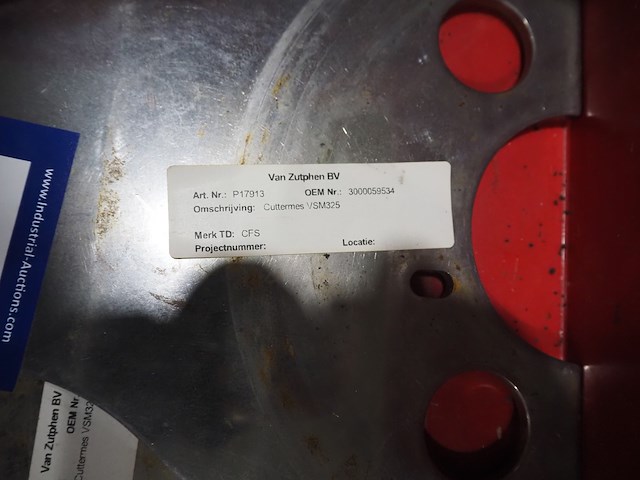 Van Zutphen BV
Art. Nr.: P17913 OEM Nr.: 3000059534
Omschrijving: Cuttermes VSM325
Merk TD: CFS
Projectnummer: Locatie:
www.Industrial-Auctions.com
Van Zutphen BV
OEM Nr
Cuttermes VSM32